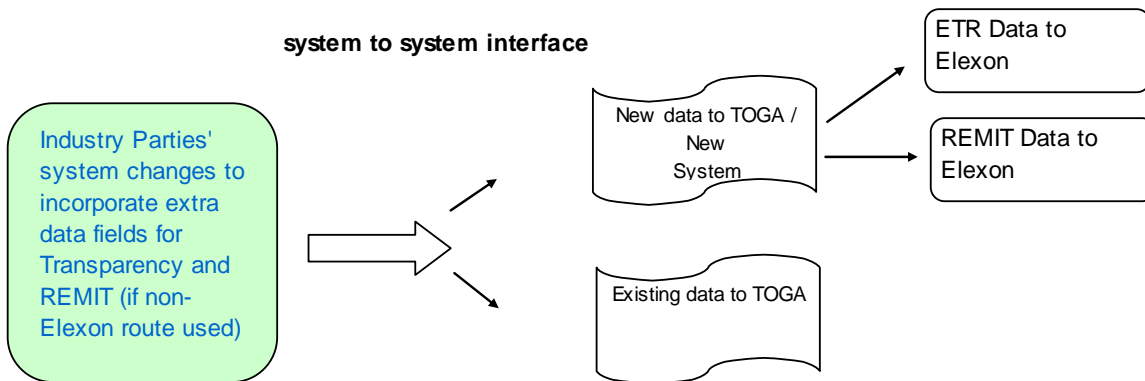 system to system interface
Industry Parties'
system changes to
incorporate extra
data fields for
Transparency and
REMIT (if non-
Elexon route used)
New data to TOGA /
New
System
Existing data to TOGA
ETR Data to
Elexon
REMIT Data to
Elexon